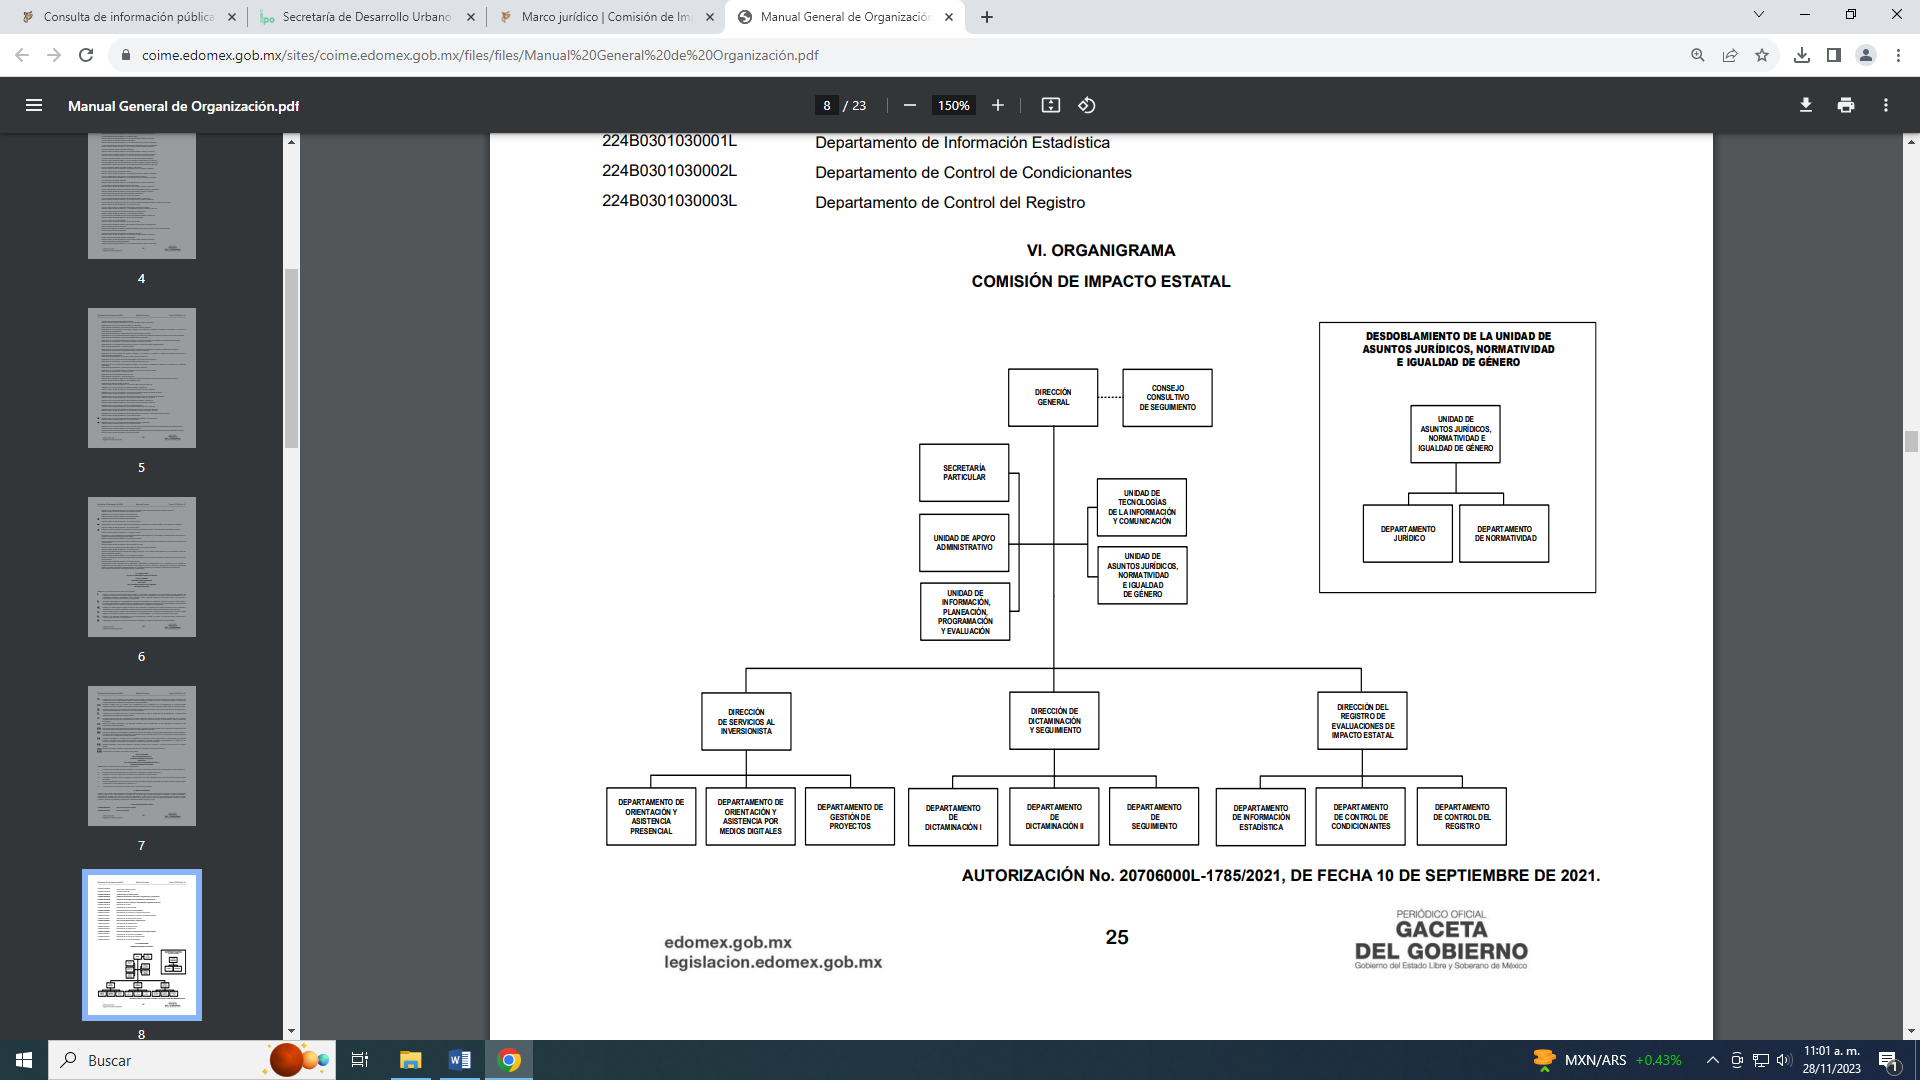 Consulta de información pública
Secretaría de Desarrollo Urbano
Marco jurídico | Comisión de Im
Manual General de Organización
coime.edomex.gob.mx/sites/coime.edomex.gob.mx/files/files/Manual%20General%20de%20Organización.pdf
Manual General de Organización.pdf
8 / 23
150%
4
5
6
7
8
224B0301030001L Departamento de Información Estadística
224B0301030002L Departamento de Control de Condicionantes
224B0301030003L Departamento de Control del Registro
VI. ORGANIGRAMA
COMISIÓN DE IMPACTO ESTATAL
DESDOBLAMIENTO DE LA UNIDAD DE
ASUNTOS JURÍDICOS, NORMATIVIDAD
E IGUALDAD DE GÉNERO
DIRECCIÓN
GENERAL
CONSEJO
CONSULTIVO
DE SEGUIMIENTO
UNIDAD DE
ASUNTOS JURÍDICOS,
NORMATIVIDAD E
IGUALDAD DE GÉNERO
DEPARTAMENTO
JURÍDICO
DEPARTAMENTO
DE NORMATIVIDAD
SECRETARÍA
PARTICULAR
UNIDAD DE APOYO
ADMINISTRATIVO
UNIDAD DE
INFORMACIÓN,
PLANEACIÓN,
PROGRAMACIÓN
Y EVALUACIÓN
UNIDAD DE
TECNOLOGÍAS
DE LA INFORMACIÓN
Y COMUNICACIÓN
UNIDAD DE
ASUNTOS JURÍDICOS,
NORMATIVIDAD
E IGUALDAD
DE GÉNERO
DIRECCIÓN
DE SERVICIOS AL
INVERSIONISTA
DIRECCIÓN DE
DICTAMINACIÓN
Y SEGUIMIENTO
DIRECCIÓN DEL
REGISTRO DE
EVALUACIONES DE
IMPACTO ESTATAL
DEPARTAMENTO DE
ORIENTACIÓN Y
ASISTENCIA
PRESENCIAL
DEPARTAMENTO DE
ORIENTACIÓN Y
ASISTENCIA POR
MEDIOS DIGITALES
DEPARTAMENTO DE
GESTIÓN DE
PROYECTOS
DEPARTAMENTO
DE
DICTAMINACIÓN I
DEPARTAMENTO
DE
DICTAMINACIÓN II
DEPARTAMENTO
DE
SEGUIMIENTO
DEPARTAMENTO
DE INFORMACIÓN
ESTADÍSTICA
DEPARTAMENTO
DE CONTROL DE
CONDICIONANTES
DEPARTAMENTO
DE CONTROL DEL
REGISTRO
AUTORIZACIÓN No. 20706000L-1785/2021, DE FECHA 10 DE SEPTIEMBRE DE 2021.
edomex.gob.mx
legislacion.edomex.gob.mx
25
PERIÓDICO OFICIAL
GACETA
DEL GOBIERNO
Gobierno del Estado Libre y Soberano de México
Buscar
MXN/ARS +0.43%
11:01 a. m.
28/11/2023
1